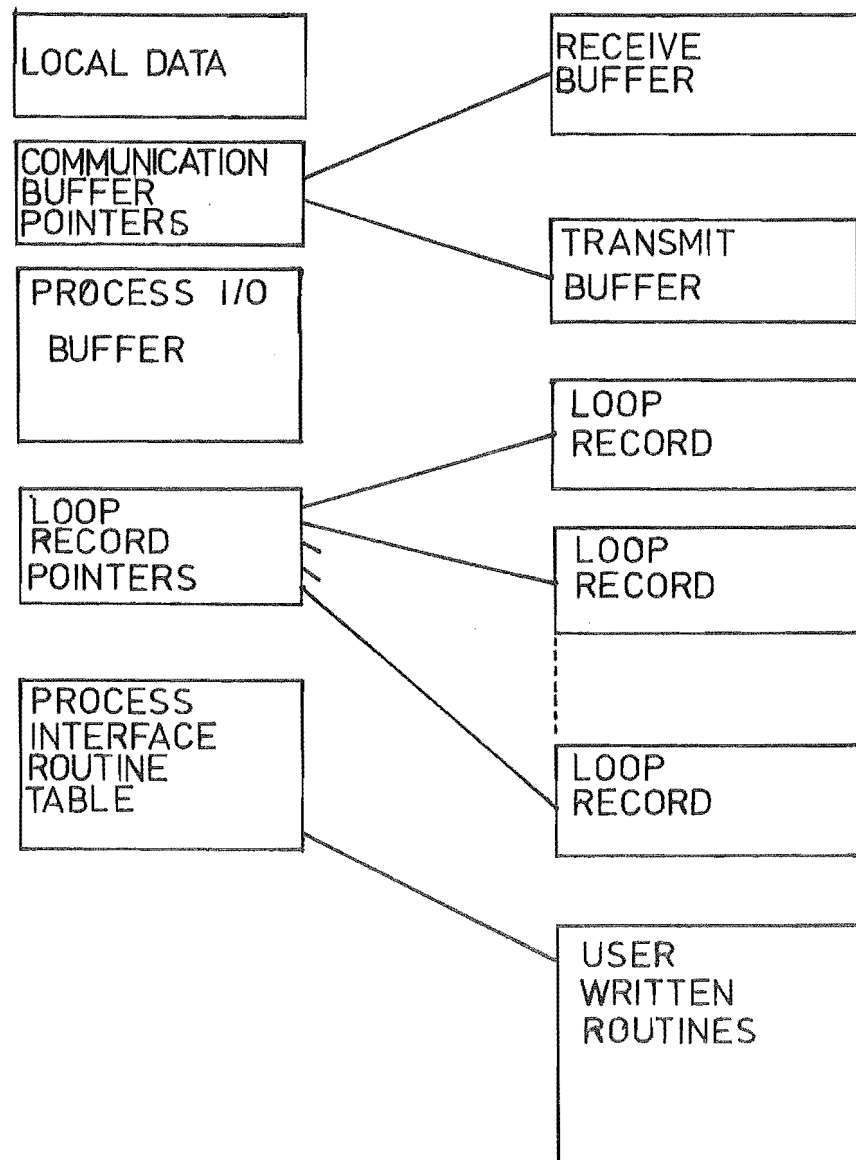 LOCAL DATA
COMMUNICATION
BUFFER
POINTERS
PROCESS I/O
BUFFER
LOOP
RECORD
POINTERS
PROCESS
INTERFACE
ROUTINE
TABLE
RECEIVE
BUFFER
TRANSMIT
BUFFER
LOOP
RECORD
LOOP
RECORD
LOOP
RECORD
USER
WRITTEN
ROUTINES